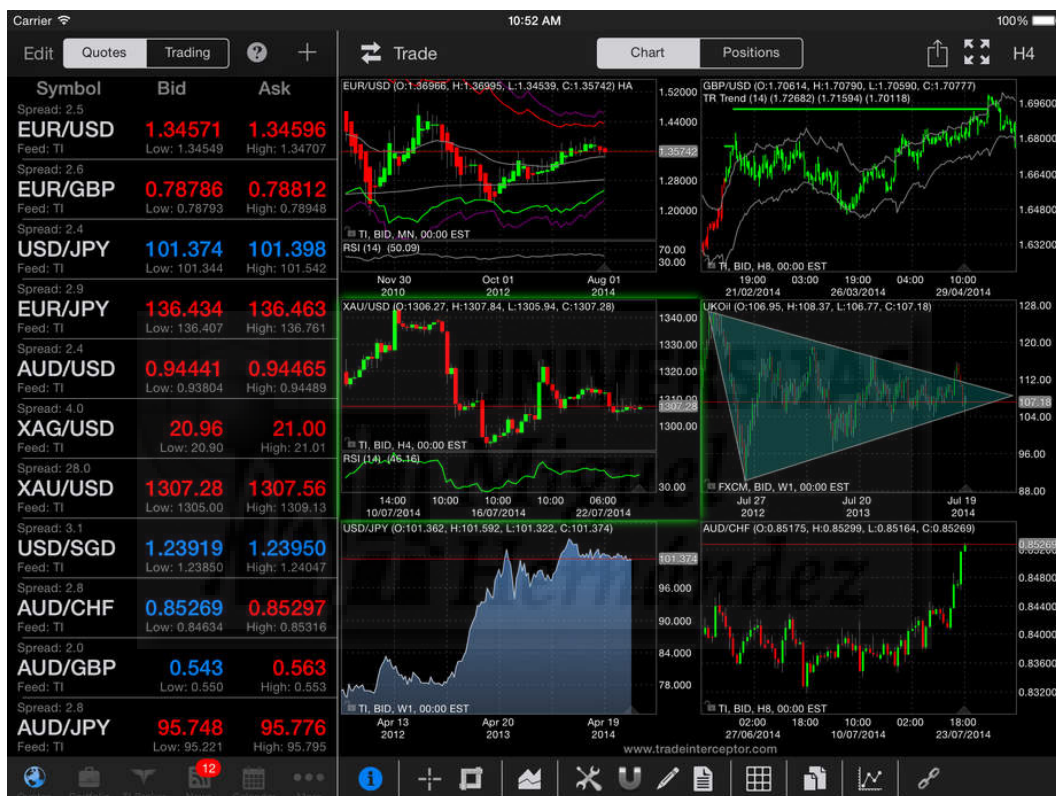 Carrier 10:52 AM 100%
Edit Quotes Trading ? +
Trade Chart Positions H4
Symbol Bid Ask
Spread: 2.5
EUR/USD 1.34571 1.34596
Feed: TI Low: 1.34549 High: 1.34707
Spread: 2.6
EUR/GBP 0.78786 0.78812
Feed: TI Low: 0.78793 High: 0.78948
Spread: 2.4
USD/JPY 101.374 101.398
Feed: TI Low: 101.344 High: 101.542
Spread: 2.9
EUR/JPY 136.434 136.463
Feed: TI Low: 136.407 High: 136.761
Spread: 2.4
AUD/USD 0.94441 0.94465
Feed: TI Low: 0.93804 High: 0.94489
Spread: 4.0
XAG/USD 20.96 21.00
Feed: TI Low: 20.90 High: 21.01
Spread: 28.0
XAU/USD 1307.28 1307.56
Feed: TI Low: 1305.00 High: 1309.13
Spread: 3.1
USD/SGD 1.23919 1.23950
Feed: TI Low: 1.23850 High: 1.24047
Spread: 2.8
AUD/CHF 0.85269 0.85297
Feed: TI Low: 0.84634 High: 0.85316
Spread: 2.0
AUD/GBP 0.543 0.563
Feed: TI Low: 0.550 High: 0.553
Spread: 2.8
AUD/JPY 95.748 95.776
Feed: TI Low: 95.221 High: 95.795
12
EUR/USD (O:1.36966, H:1.36995, L:1.34539, C:1.35742) HA
1.52000
1.44000
1.35742
1.28000
1.20000
TI, BID, MN, 00:00 EST
RSI (14) (50.09)
70.00
30.00
Nov 30 Oct 01 Aug 01
2010 2012 2014
GBP/USD (O:1.70614, H:1.70790, L:1.70590, C:1.70777)
TR Trend (14) (1.72682) (1.71594) (1.70118)
1.69600
1.68000
1.66400
1.64800
1.63200
TI, BID, H8, 00:00 EST
19:00 03:00 19:00 04:00 10:00
21/02/2014 26/03/2014 29/04/2014
XAU/USD (O:1306.27, H:1307.84, L:1305.94, C:1307.28)
1340.00
1330.00
1320.00
1310.00
1307.28
1300.00
TI, BID, H4, 00:00 EST
RSI (14) (46.16)
30.00
14:00 10:00 10:00 10:00 06:00
10/07/2014 16/07/2014 22/07/2014
UKOil (O:106.95, H:108.37, L:106.77, C:107.18)
128.00
120.00
112.00
107.18
104.00
96.00
88.00
FXCM, BID, W1, 00:00 EST
Jul 27 Jul 20 Jul 19
2012 2013 2014
USD/JPY (O:101.362, H:101.592, L:101.322, C:101.374)
101.374
96.000
90.000
84.000
78.000
TI, BID, W1, 00:00 EST
Apr 13 Apr 20 Apr 19
2012 2013 2014
AUD/CHF (O:0.85175, H:0.85299, L:0.85164, C:0.85269)
0.85269
0.84800
0.84400
0.84000
0.83600
0.83200
TI, BID, H8, 00:00 EST
02:00 18:00 10:00 02:00 18:00
27/06/2014 10/07/2014 23/07/2014
www.tradeinterceptor.com
UNIVERSITAS
Miguel
Hernández